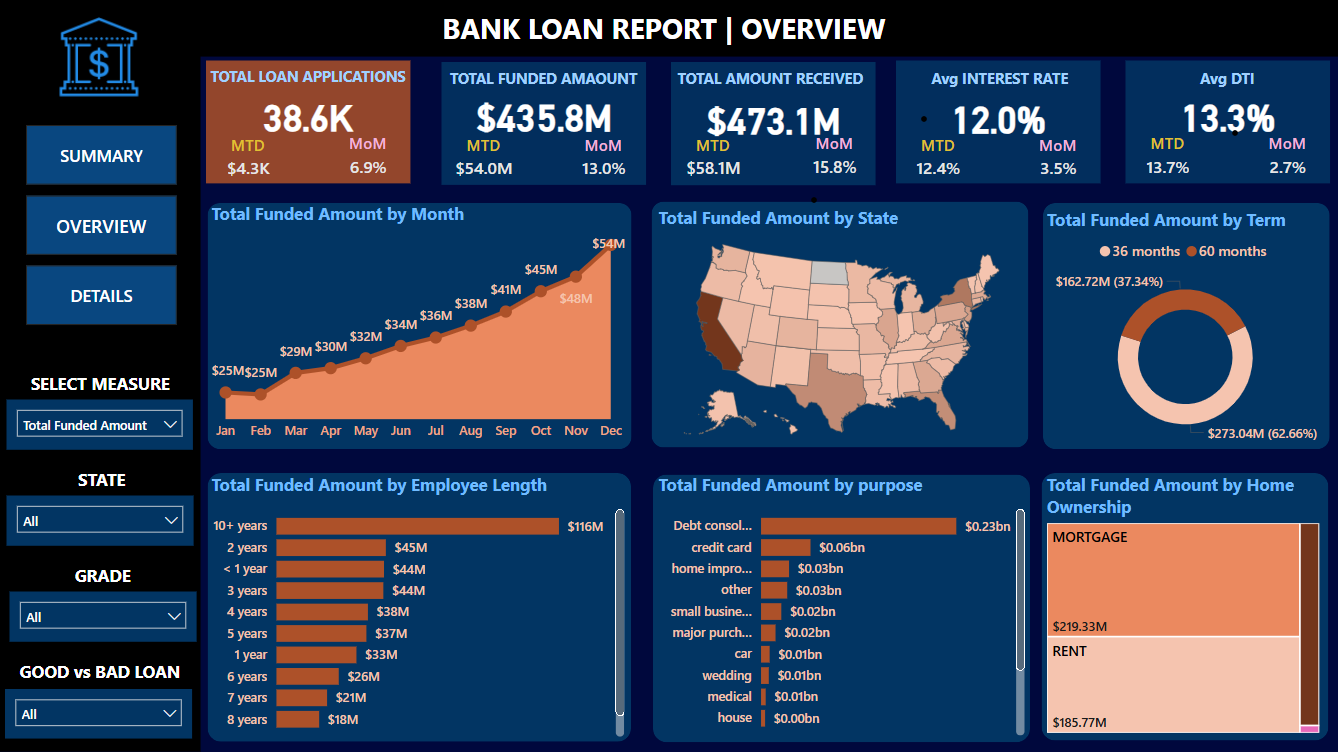 BANK LOAN REPORT | OVERVIEW
SUMMARY
OVERVIEW
DETAILS
SELECT MEASURE
Total Funded Amount
STATE
All
GRADE
All
GOOD vs BAD LOAN
All
TOTAL LOAN APPLICATIONS
38.6K
MTD MoM
$4.3K 6.9%
TOTAL FUNDED AMAOUNT
$435.8M
MTD MoM
$54.0M 13.0%
TOTAL AMOUNT RECEIVED
$473.1M
MTD MoM
$58.1M 15.8%
Avg INTEREST RATE
12.0%
MTD MoM
12.4% 3.5%
Avg DTI
13.3%
MTD MoM
13.7% 2.7%
Total Funded Amount by Month
$25M $25M $29M $30M $32M $34M $36M $38M $41M $45M $48M $54M
Jan Feb Mar Apr May Jun Jul Aug Sep Oct Nov Dec
Total Funded Amount by State
Total Funded Amount by Term
36 months 60 months
$162.72M (37.34%)
$273.04M (62.66%)
Total Funded Amount by Employee Length
10+ years $116M
2 years $45M
< 1 year $44M
3 years $44M
4 years $38M
5 years $37M
1 year $33M
6 years $26M
7 years $21M
8 years $18M
Total Funded Amount by purpose
Debt consol... $0.23bn
credit card $0.06bn
home impro... $0.03bn
other $0.03bn
small busine... $0.02bn
major purch... $0.02bn
car $0.01bn
wedding $0.01bn
medical $0.01bn
house $0.00bn
Total Funded Amount by Home
Ownership
MORTGAGE
$219.33M
RENT
$185.77M